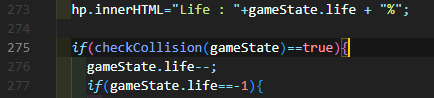 273 hp.innerHTML="Life : "+gameState.life + "%";
274
275 if(checkCollision(gameState)==true){
276 gameState.life--;
277 if(gameState.life==-1){